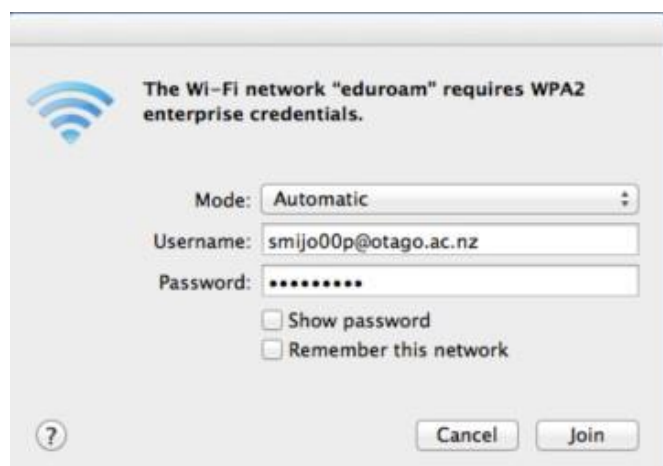 The Wi-Fi network "eduroam" requires WPA2
enterprise credentials.
Mode: Automatic
Username: smijo00p@otago.ac.nz
Password: •••••••••
Show password
Remember this network
? Cancel Join